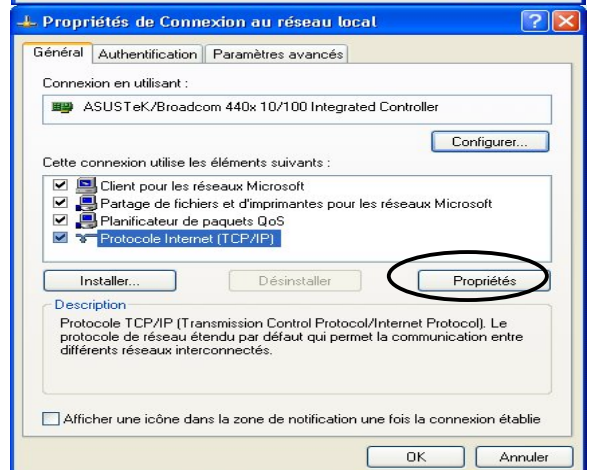 Propriétés de Connexion au réseau local
Général Authentification Paramètres avancés
Connexion en utilisant :
ASUSTeK/Broadcom 440x 10/100 Integrated Controller
Configurer...
Cette connexion utilise les éléments suivants :
Client pour les réseaux Microsoft
Partage de fichiers et d'imprimantes pour les réseaux Microsoft
Planificateur de paquets QoS
Protocole Internet (TCP/IP)
Installer... Désinstaller Propriétés
Description
Protocole TCP/IP (Transmission Control Protocol/Internet Protocol). Le
protocole de réseau étendu par défaut qui permet la communication entre
différents réseaux interconnectés.
Afficher une icône dans la zone de notification une fois la connexion établie
OK Annuler